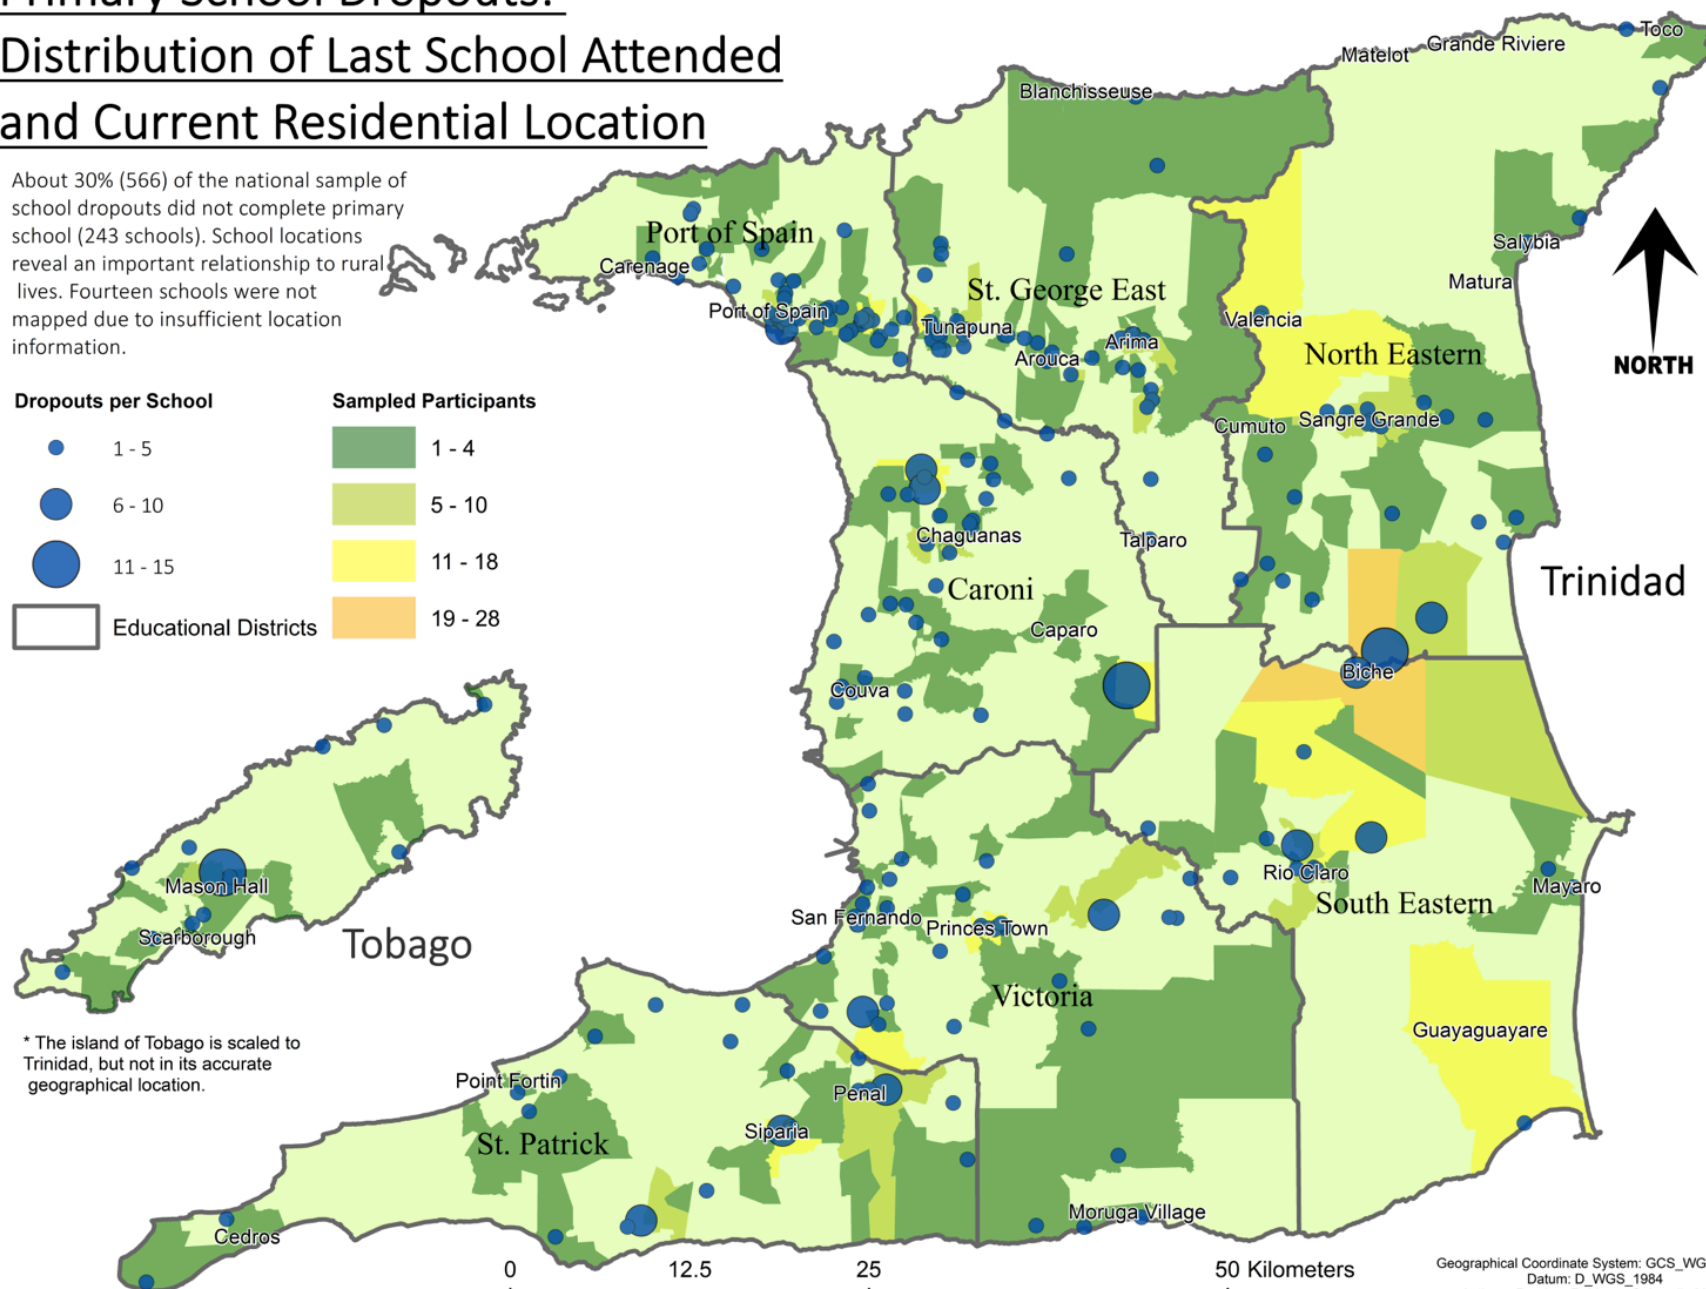 Primary School Dropouts:
Distribution of Last School Attended
and Current Residential Location
About 30% (566) of the national sample of
school dropouts did not complete primary
school (243 schools). School locations
reveal an important relationship to rural
lives. Fourteen schools were not
mapped due to insufficient location
information.
Dropouts per School
1 - 5
6 - 10
11 - 15
Educational Districts
Sampled Participants
1 - 4
5 - 10
11 - 18
19 - 28
Toco
Grande Riviere
Matelot
Blanchisseuse
Port of Spain
Carenage
Salybia
Matura
St. George East
Port of Spain
Tunapuna
Valencia
Arima
Arouca
North Eastern
NORTH
Cumuto
Sangre Grande
Chaguanas
Talparo
Trinidad
Caroni
Caparo
Biche
Couva
Rio Claro
Mayaro
South Eastern
San Fernando
Princes Town
Victoria
Guayaguayare
Mason Hall
Scarborough
Tobago
* The island of Tobago is scaled to
Trinidad, but not in its accurate
geographical location.
Point Fortin
Penal
Siparia
St. Patrick
Moruga Village
Cedros
0 12.5 25 50 Kilometers
Geographical Coordinate System: GCS_WG
Datum: D_WGS_1984